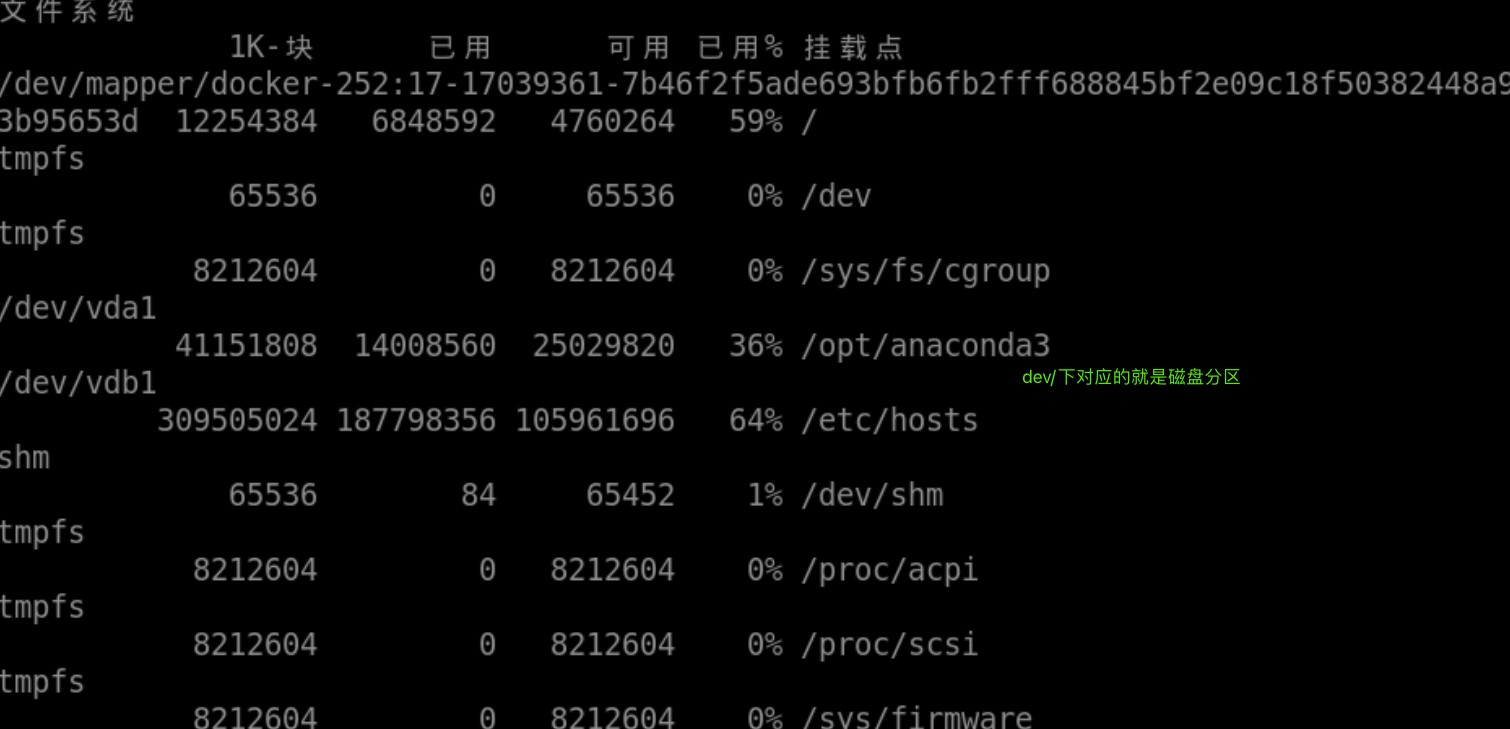 文件系统
1K-块 已用 可用 已用% 挂载点
/dev/mapper/docker-252:17-17039361-7b46f2f5ade693bfb6fb2fff688845bf2e09c18f50382448a9
3b95653d 12254384 6848592 4760264 59% /
tmpfs
65536 0 65536 0% /dev
tmpfs
8212604 0 8212604 0% /sys/fs/cgroup
/dev/vda1
41151808 14008560 25029820 36% /opt/anaconda3
/dev/vdb1
dev/下对应的就是磁盘分区
309505024 187798356 105961696 64% /etc/hosts
shm
65536 84 65452 1% /dev/shm
tmpfs
8212604 0 8212604 0% /proc/acpi
tmpfs
8212604 0 8212604 0% /proc/scsi
tmpfs
8212604 0 8212604 0% /sys/firmware